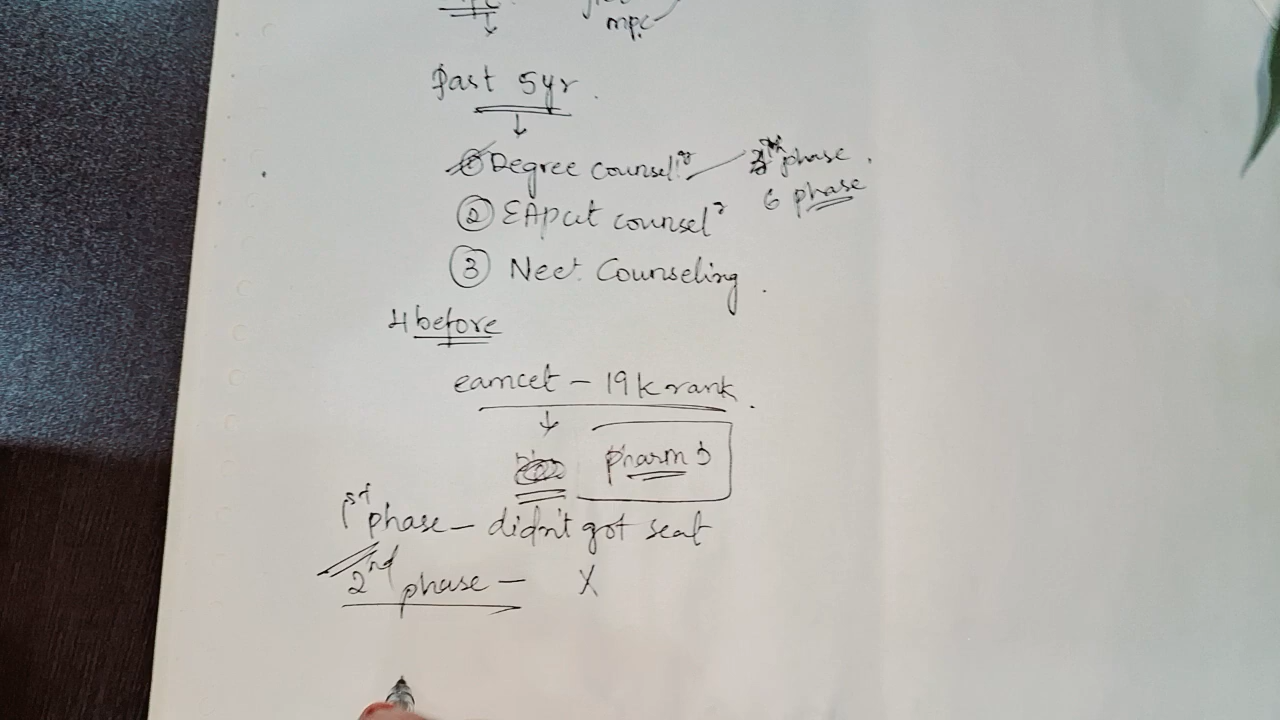 mpc
Past 5yr.
① Degree counsel? phase.
6 phase
② EAPcet counsel?
③ Neet Counseling.
4 before
eamcet - 19k rank.
pharm D
1st phase - didn't got seat
2nd phase - X